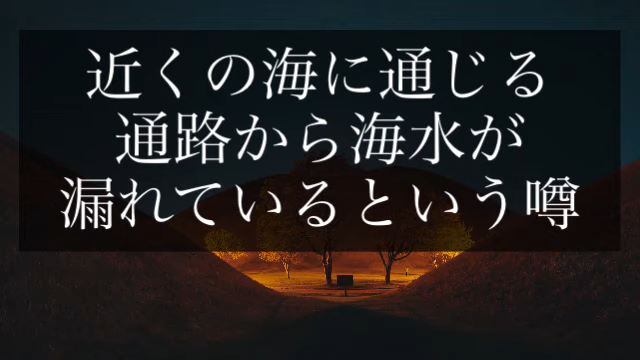 近くの海に通じる
通路から海水が
漏れているという噂